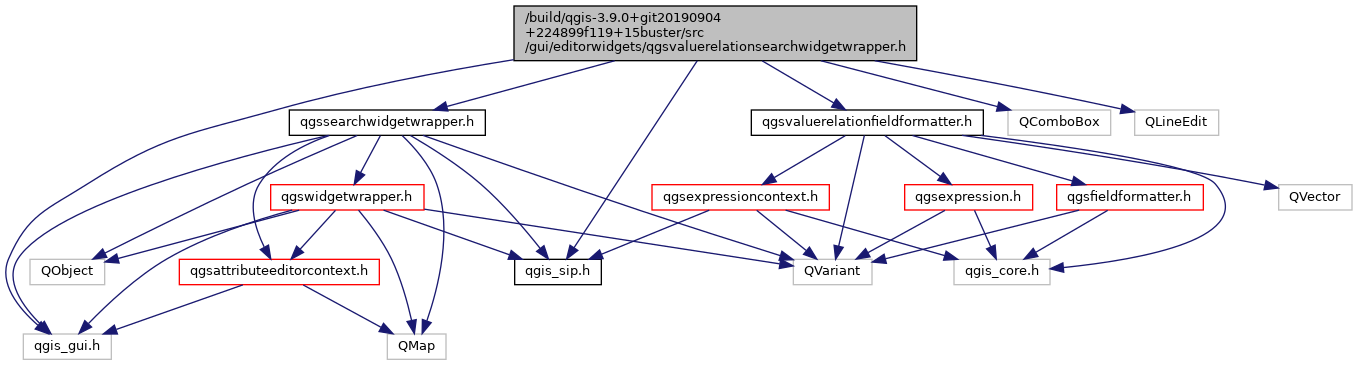 /build/qgis-3.9.0+git20190904
+224899f119+15buster/src
/gui/editorwidgets/qgsvaluerelationsearchwidgetwrapper.h
qgssearchwidgetwrapper.h
qgsvaluerelationfieldformatter.h
QComboBox
QLineEdit
qgswidgetwrapper.h
qgsexpressioncontext.h
qgsexpression.h
qgsfieldformatter.h
QVector
QObject
qgsattributeeditorcontext.h
qgis_sip.h
QVariant
qgis_core.h
qgis_gui.h
QMap